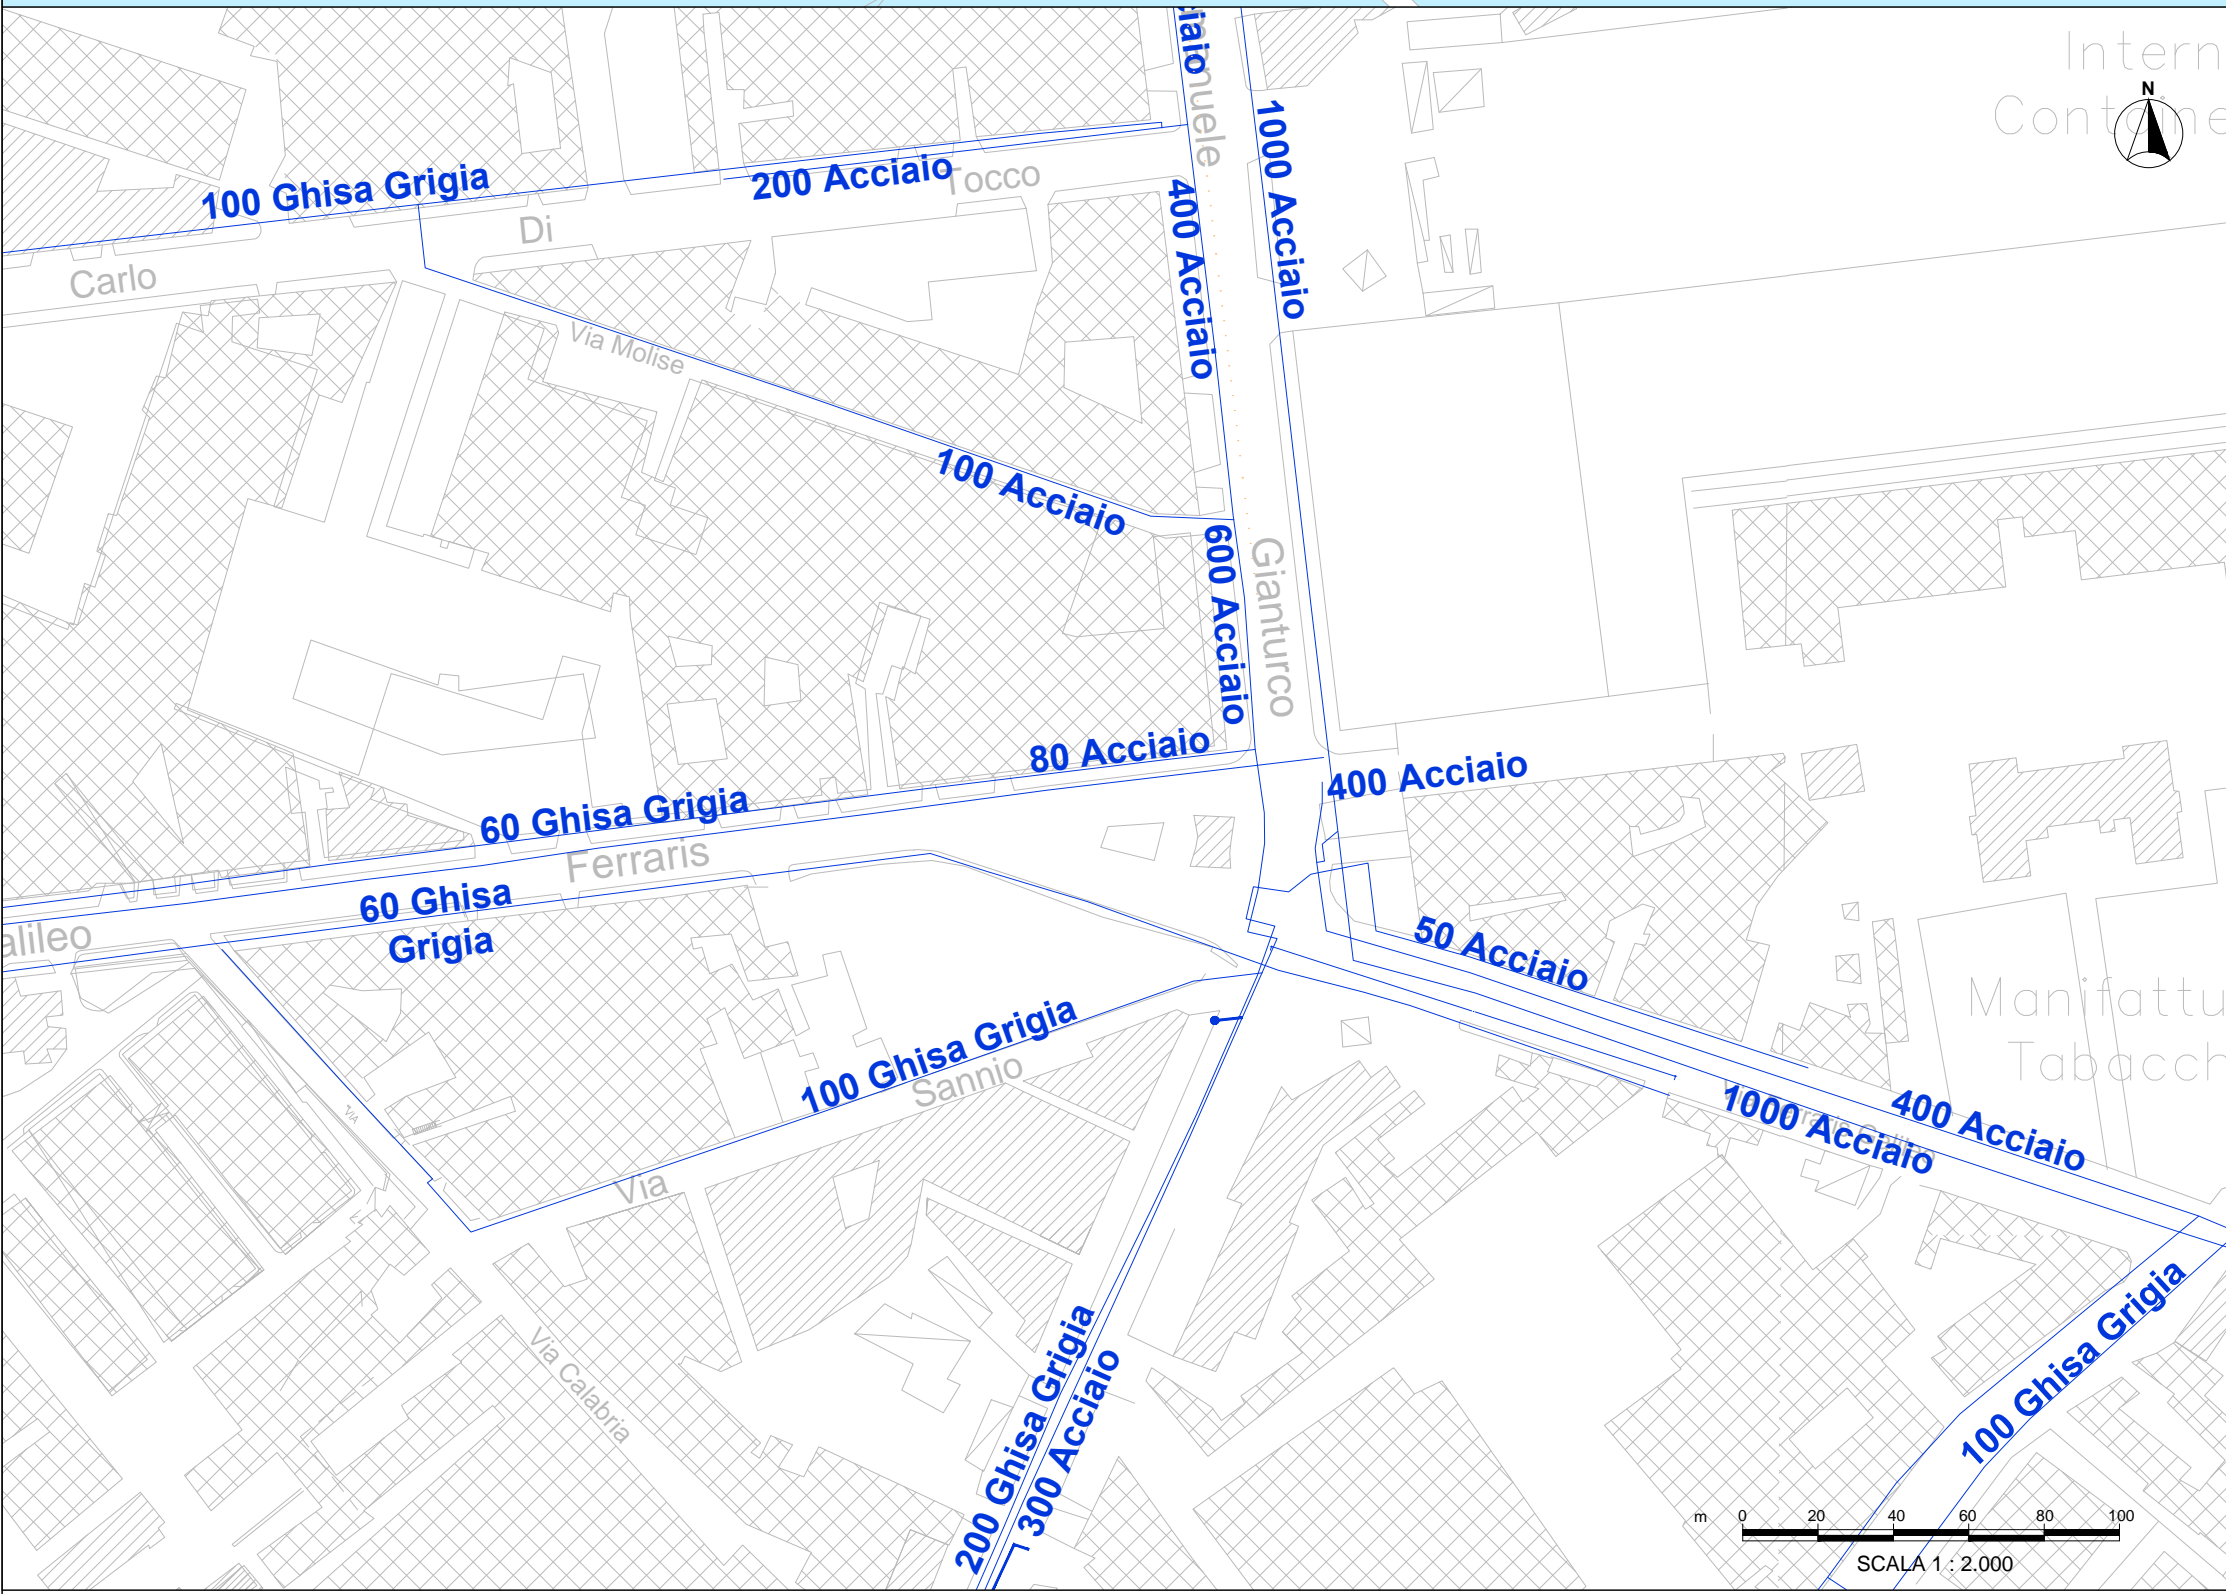 ciaio
Intern
N
Containe
1000 Acciaio
100 Ghisa Grigia
200 Acciaio
Tocco
400 Acciaio
Di
Carlo
Via Molise
100 Acciaio
600 Acciaio
Gianturco
80 Acciaio
400 Acciaio
60 Ghisa Grigia
Ferraris
60 Ghisa
Grigia
alileo
50 Acciaio
Manifattu
Tabacch
100 Ghisa Grigia
Sannio
VIA
1000 Acciaio
400 Acciaio
Via
Via Calabria
200 Ghisa Grigia
300 Acciaio
100 Ghisa Grigia
m 0 20 40 60 80 100
SCALA 1 : 2.000